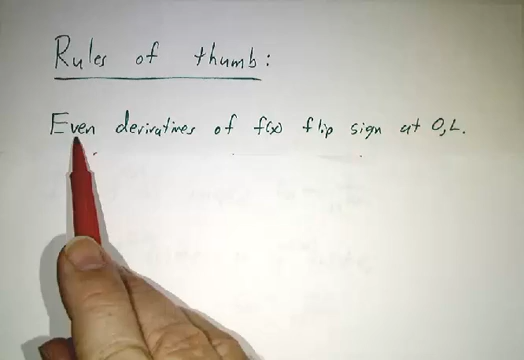 Rules of thumb:
Even derivatives of f(x) flip sign at 0, L.